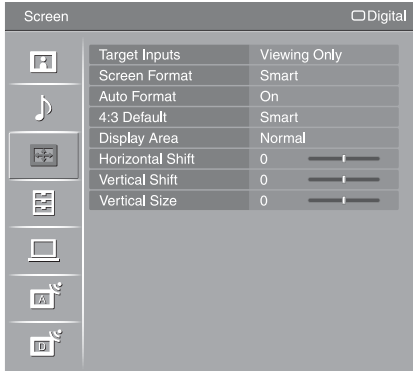 Screen Digital
Target Inputs Viewing Only
Screen Format Smart
Auto Format On
4:3 Default Smart
Display Area Normal
Horizontal Shift 0
Vertical Shift 0
Vertical Size 0
A
D